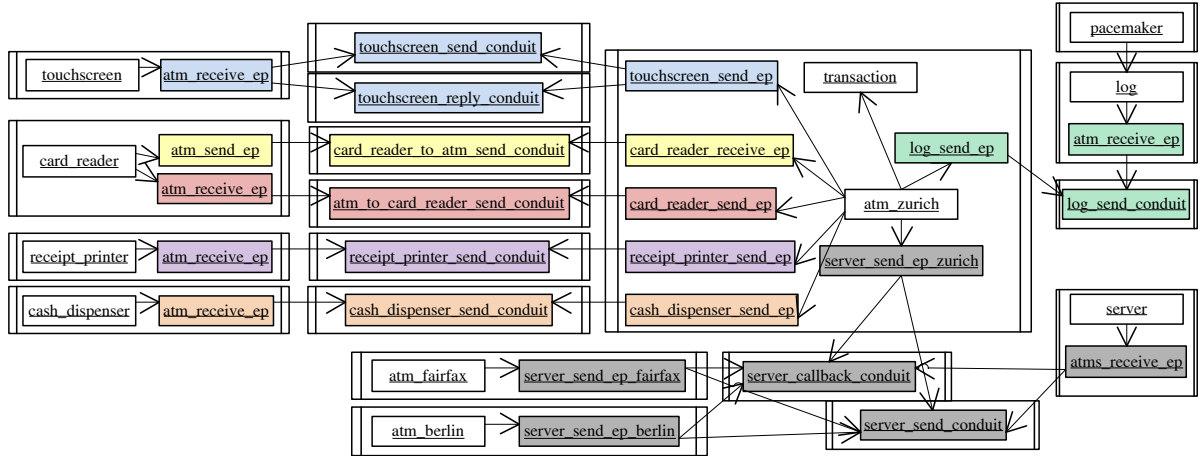 touchscreen
atm_receive_ep
touchscreen_send_conduit
touchscreen_reply_conduit
touchscreen_send_ep
transaction
pacemaker
log
card_reader
atm_send_ep
atm_receive_ep
card_reader_to_atm_send_conduit
atm_to_card_reader_send_conduit
card_reader_receive_ep
card_reader_send_ep
log_send_ep
atm_zurich
atm_receive_ep
log_send_conduit
receipt_printer
atm_receive_ep
receipt_printer_send_conduit
receipt_printer_send_ep
server_send_ep_zurich
cash_dispenser
atm_receive_ep
cash_dispenser_send_conduit
cash_dispenser_send_ep
server
atms_receive_ep
atm_fairfax
server_send_ep_fairfax
server_callback_conduit
atm_berlin
server_send_ep_berlin
server_send_conduit